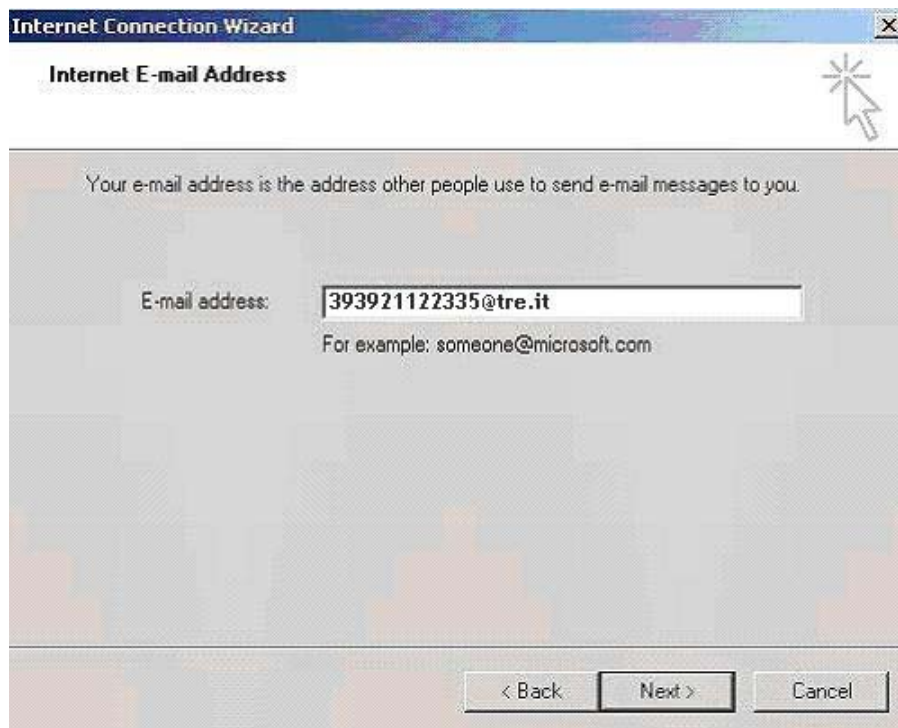 Internet Connection Wizard
Internet E-mail Address
Your e-mail address is the address other people use to send e-mail messages to you.
E-mail address: 393921122335@tre.it
For example: someone@microsoft.com
< Back Next > Cancel